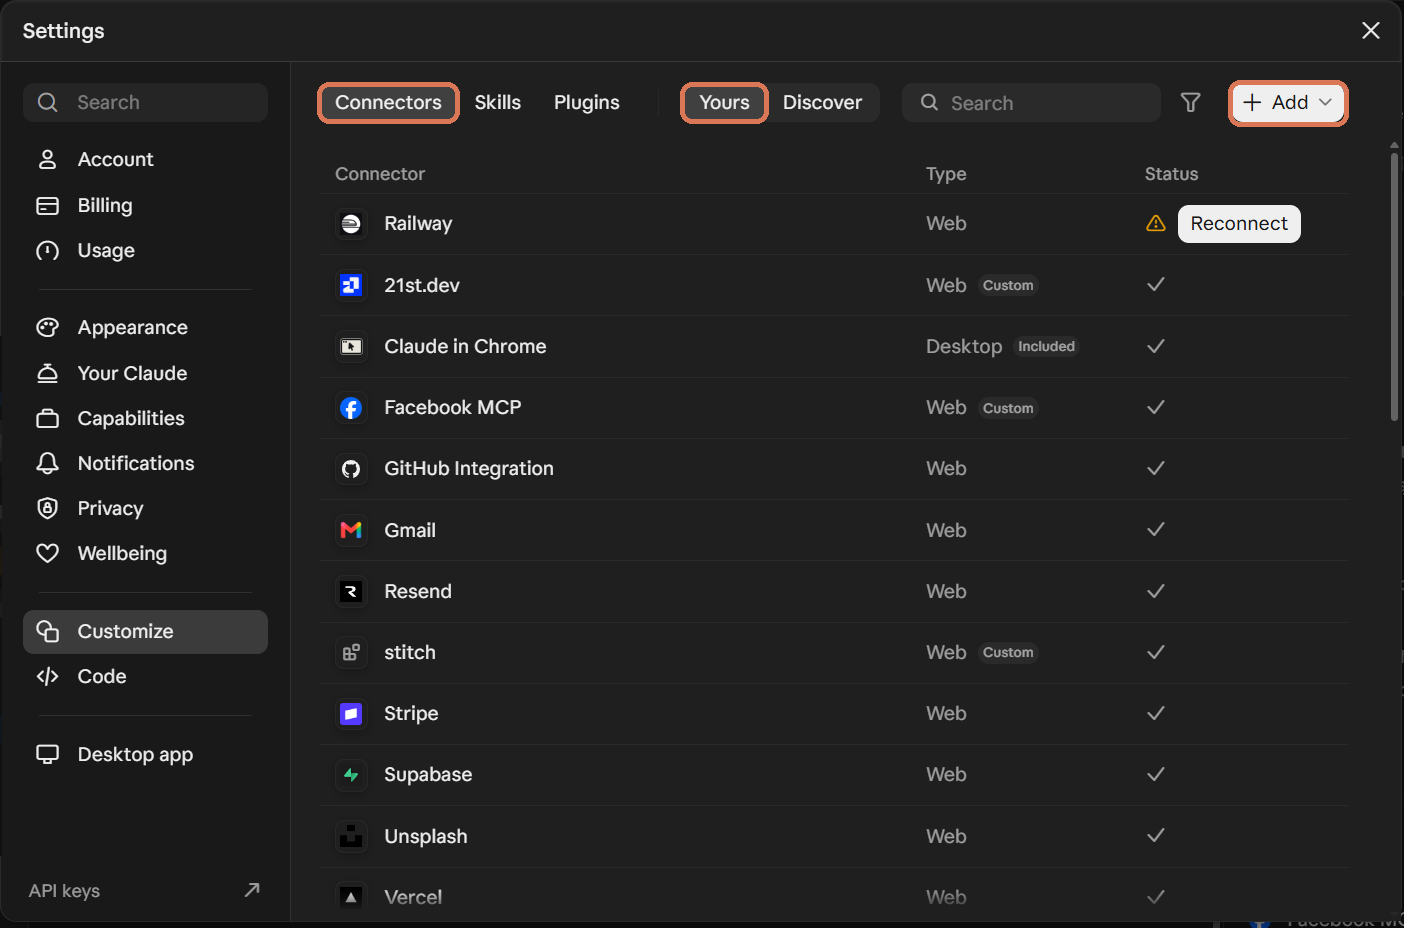 Settings
Search
Account
Billing
Usage
Appearance
Your Claude
Capabilities
Notifications
Privacy
Wellbeing
Customize
Code
Desktop app
API keys
Connectors Skills Plugins Yours Discover Search Add
Connector Type Status
Railway Web Reconnect
21st.dev Web Custom
Claude in Chrome Desktop Included
Facebook MCP Web Custom
GitHub Integration Web
Gmail Web
Resend Web
stitch Web Custom
Stripe Web
Supabase Web
Unsplash Web
Vercel Web